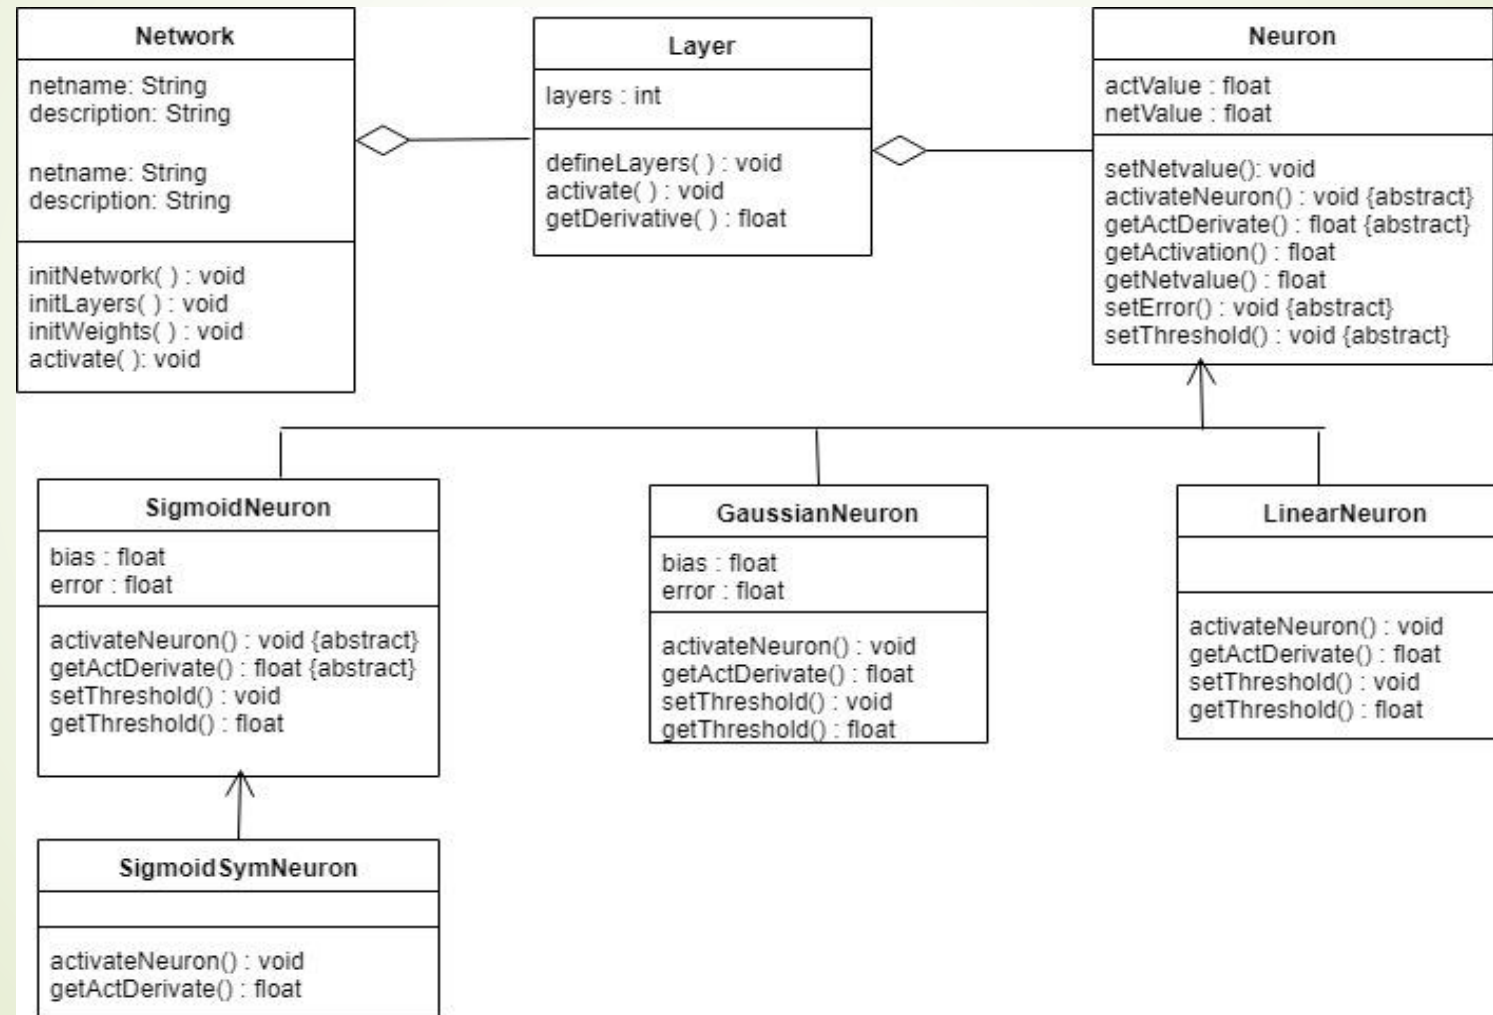 Network
netname: String
description: String
netname: String
description: String
initNetwork( ) : void
initLayers( ) : void
initWeights( ) : void
activate( ): void
Layer
layers : int
defineLayers( ) : void
activate( ) : void
getDerivative( ) : float
Neuron
actValue : float
netValue : float
setNetvalue(): void
activateNeuron() : void {abstract}
getActDerivate() : float {abstract}
getActivation() : float
getNetvalue() : float
setError() : void {abstract}
setThreshold() : void {abstract}
SigmoidNeuron
bias : float
error : float
activateNeuron() : void {abstract}
getActDerivate() : float {abstract}
setThreshold() : void
getThreshold() : float
GaussianNeuron
bias : float
error : float
activateNeuron() : void
getActDerivate() : float
setThreshold() : void
getThreshold() : float
LinearNeuron
activateNeuron() : void
getActDerivate() : float
setThreshold() : void
getThreshold() : float
SigmoidSymNeuron
activateNeuron() : void
getActDerivate() : float